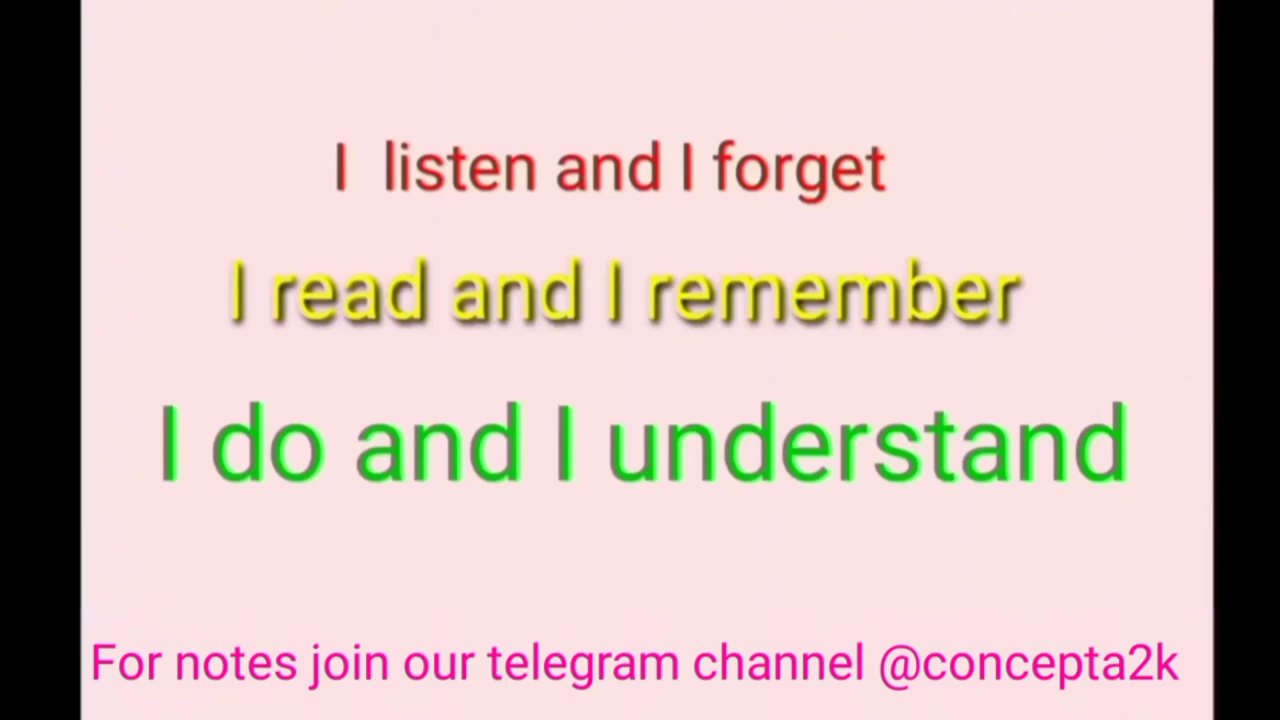 I listen and I forget
I read and I remember
I do and I understand
For notes join our telegram channel @concepta2k